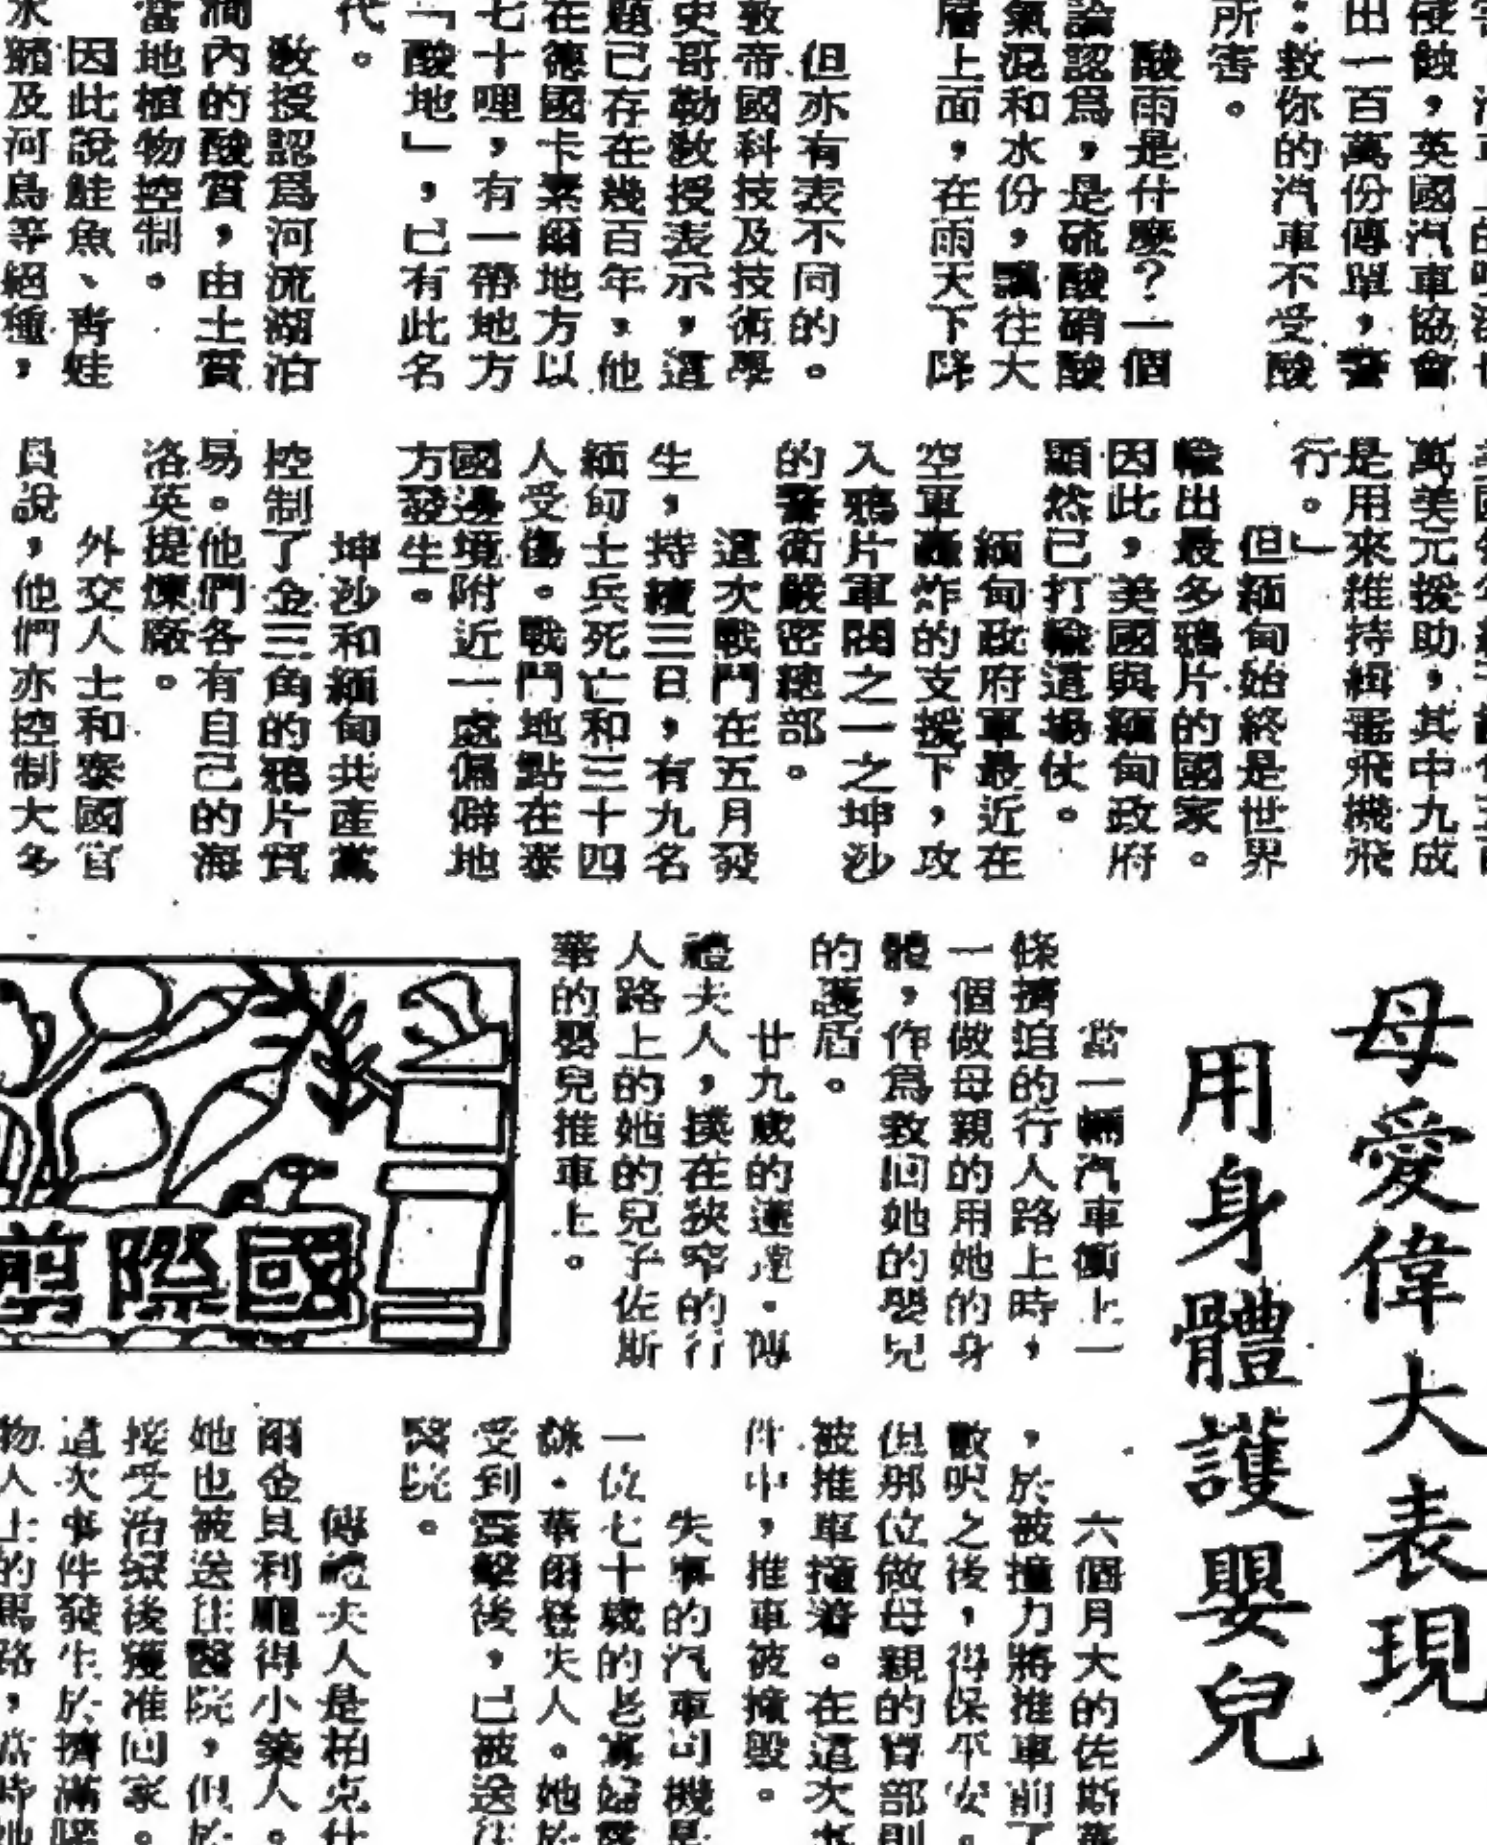 侵蝕，英國汽車協會
出一百萬份傳單，警
：救你的汽車不受酸
所害。
酸雨是什麼？一個
論認爲，是硫酸硝酸
氣混和水份，飄往大
層上面，在雨天下降
但亦有表不同的。
敦帝國科技及技術學
史哥勒教授表示，這
題已存在幾百年，他
在德國卡素爾地方以
七十哩，有一帶地方
「酸地」，已有此名
代。
教授認爲河流湖泊
澗內的酸質，由土質
當地植物控制。
因此說鮭魚、青蛙
水獺及河烏等絕種，
萬美元援助，其中九成
是用來維持緝毒飛機飛
行。」
但緬甸始終是世界
輸出最多鴉片的國家。
因此，美國與緬甸政府
顯然已打輸這場仗。
緬甸政府軍最近在
空軍轟炸的支援下，攻
入鴉片軍閥之一之坤沙
的警衛嚴密總部。
這次戰鬥在五月發
生，持續三日，有九名
緬甸士兵死亡和三十四
人受傷。戰鬥地點在泰
國邊境附近一處偏僻地
方發生。
坤沙和緬甸共產黨
控制了金三角的鴉片貿
易。他們各有自己的海
洛英提煉廠。
外交人士和泰國官
員說，他們亦控制大多
母愛偉大表現
用身體護嬰兒
當一輛汽車衝上一
條擠迫的行人路上時，
一個做母親的用她的身
體，作爲救回她的嬰兒
的護盾。
廿九歲的蓮達·傅
禮夫人，撲在狹窄的行
人路上的她的兒子佐斯
華的嬰兒推車上。
國際剪
六個月大的佐斯華
，於被撞力將推車前了
數呎之後，得保平安。
但那位做母親的背部則
被推車撞着。在這次事
件中，推車被撞毀。
失事的汽車司機是
一位七十歲的老寡婦
·華爾登夫人。她於
受到震擊後，已被送往
醫院。
傅禮夫人是柏克什
爾金貝利龐得小築人。
她也被送往醫院，但於
接受治療後獲准回家。
這次事件發生於擠滿
物人士的馬路，當時她